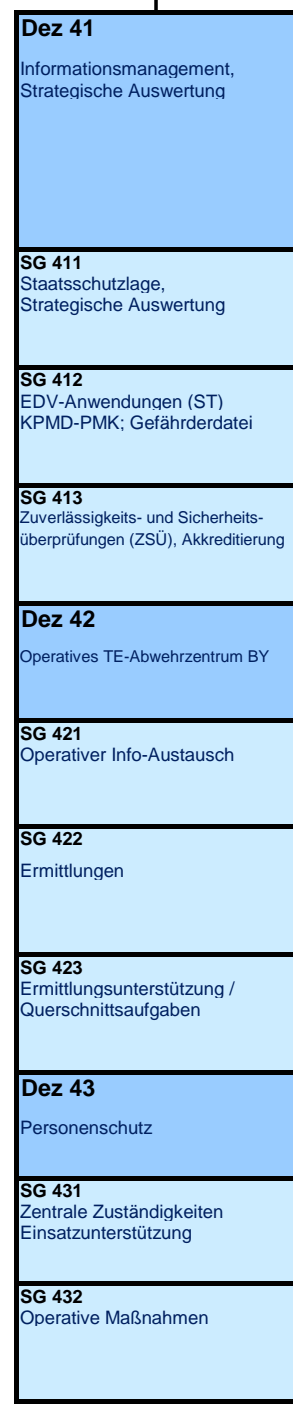 Dez 41
Informationsmanagement,
Strategische Auswertung
SG 411
Staatsschutzlage,
Strategische Auswertung
SG 412
EDV-Anwendungen (ST)
KPMD-PMK; Gefährderdatei
SG 413
Zuverlässigkeits- und Sicherheits-
überprüfungen (ZSÜ), Akkreditierung
Dez 42
Operatives TE-Abwehrzentrum BY
SG 421
Operativer Info-Austausch
SG 422
Ermittlungen
SG 423
Ermittlungsunterstützung /
Querschnittsaufgaben
Dez 43
Personenschutz
SG 431
Zentrale Zuständigkeiten
Einsatzunterstützung
SG 432
Operative Maßnahmen